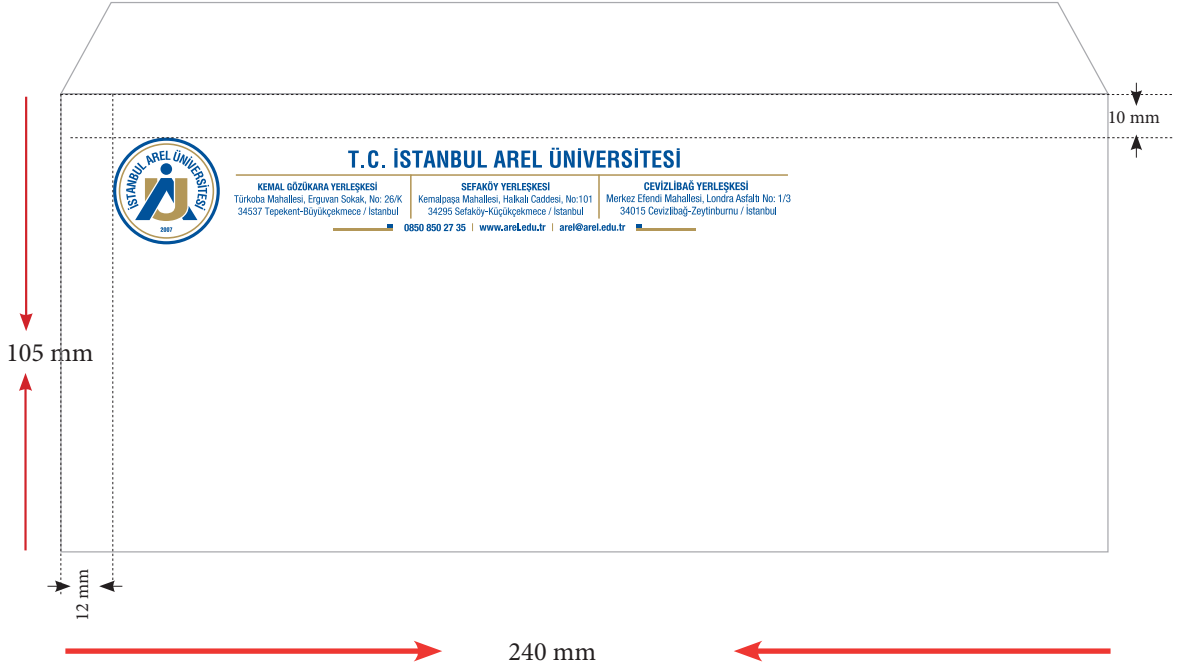 10 mm
İSTANBUL AREL ÜNİVERSİTESİ
2007
T.C. İSTANBUL AREL ÜNİVERSİTESİ
KEMAL GÖZÜKARA YERLEŞKESİ
Türkoba Mahallesi, Erguvan Sokak, No: 26/K
34537 Tepekent-Büyükçekmece / İstanbul
SEFAKÖY YERLEŞKESİ
Kemalpaşa Mahallesi, Halkalı Caddesi, No:101
34295 Sefaköy-Küçükçekmece / İstanbul
CEVİZLİBAĞ YERLEŞKESİ
Merkez Efendi Mahallesi, Londra Asfaltı No: 1/3
34015 Cevizlibağ-Zeytinburnu / İstanbul
0850 850 27 35 | www.arel.edu.tr | arel@arel.edu.tr
105 mm
12 mm
240 mm